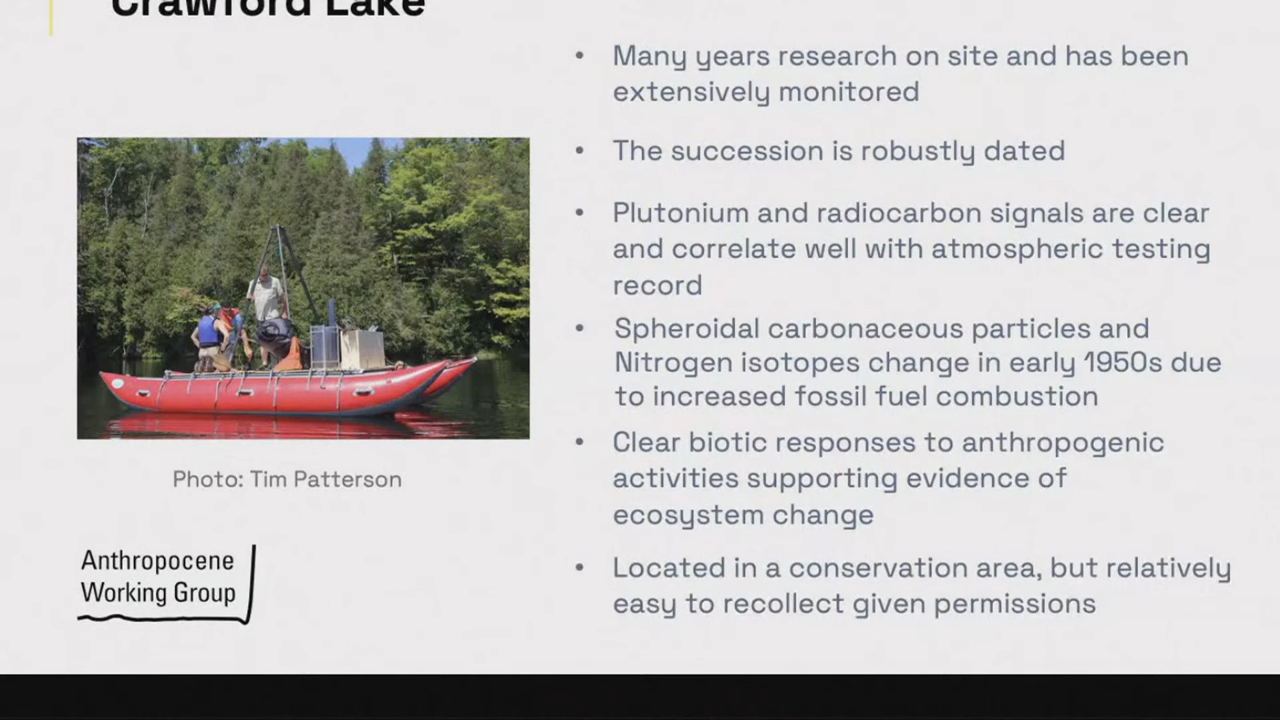 Crawford Lake
• Many years research on site and has been
extensively monitored
• The succession is robustly dated
• Plutonium and radiocarbon signals are clear
and correlate well with atmospheric testing
record
• Spheroidal carbonaceous particles and
Nitrogen isotopes change in early 1950s due
to increased fossil fuel combustion
• Clear biotic responses to anthropogenic
activities supporting evidence of
ecosystem change
• Located in a conservation area, but relatively
easy to recollect given permissions
Photo: Tim Patterson
Anthropocene
Working Group